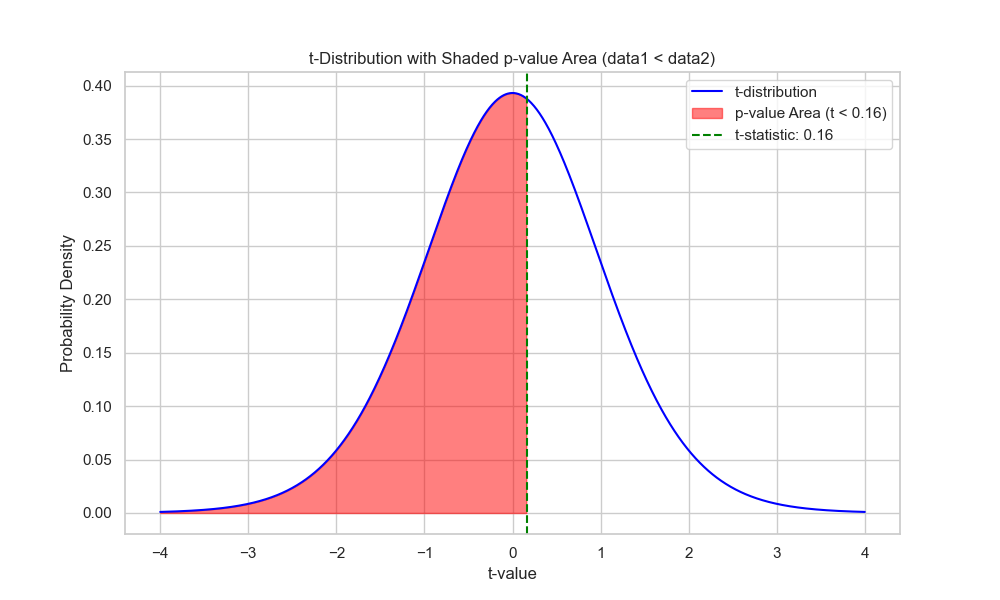 t-Distribution with Shaded p-value Area (data1 < data2)
t-distribution
p-value Area (t < 0.16)
t-statistic: 0.16
Probability Density
0.40
0.35
0.30
0.25
0.20
0.15
0.10
0.05
0.00
−4 −3 −2 −1 0 1 2 3 4
t-value